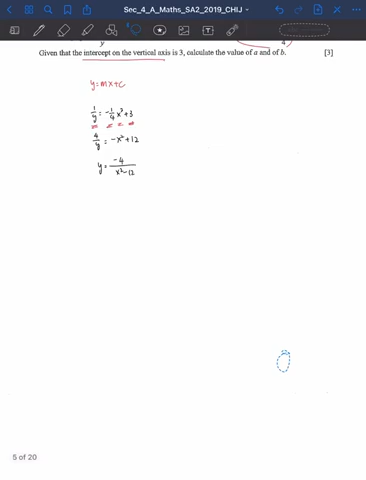 Sec_4_A_Maths_SA2_2019_CHIJ
y
4
Given that the intercept on the vertical axis is 3, calculate the value of a and of b. [3]
y = mx + c
1/y = -1/4 x² + 3
4/y = -x² + 12
y = -4/(x² - 12)
5 of 20